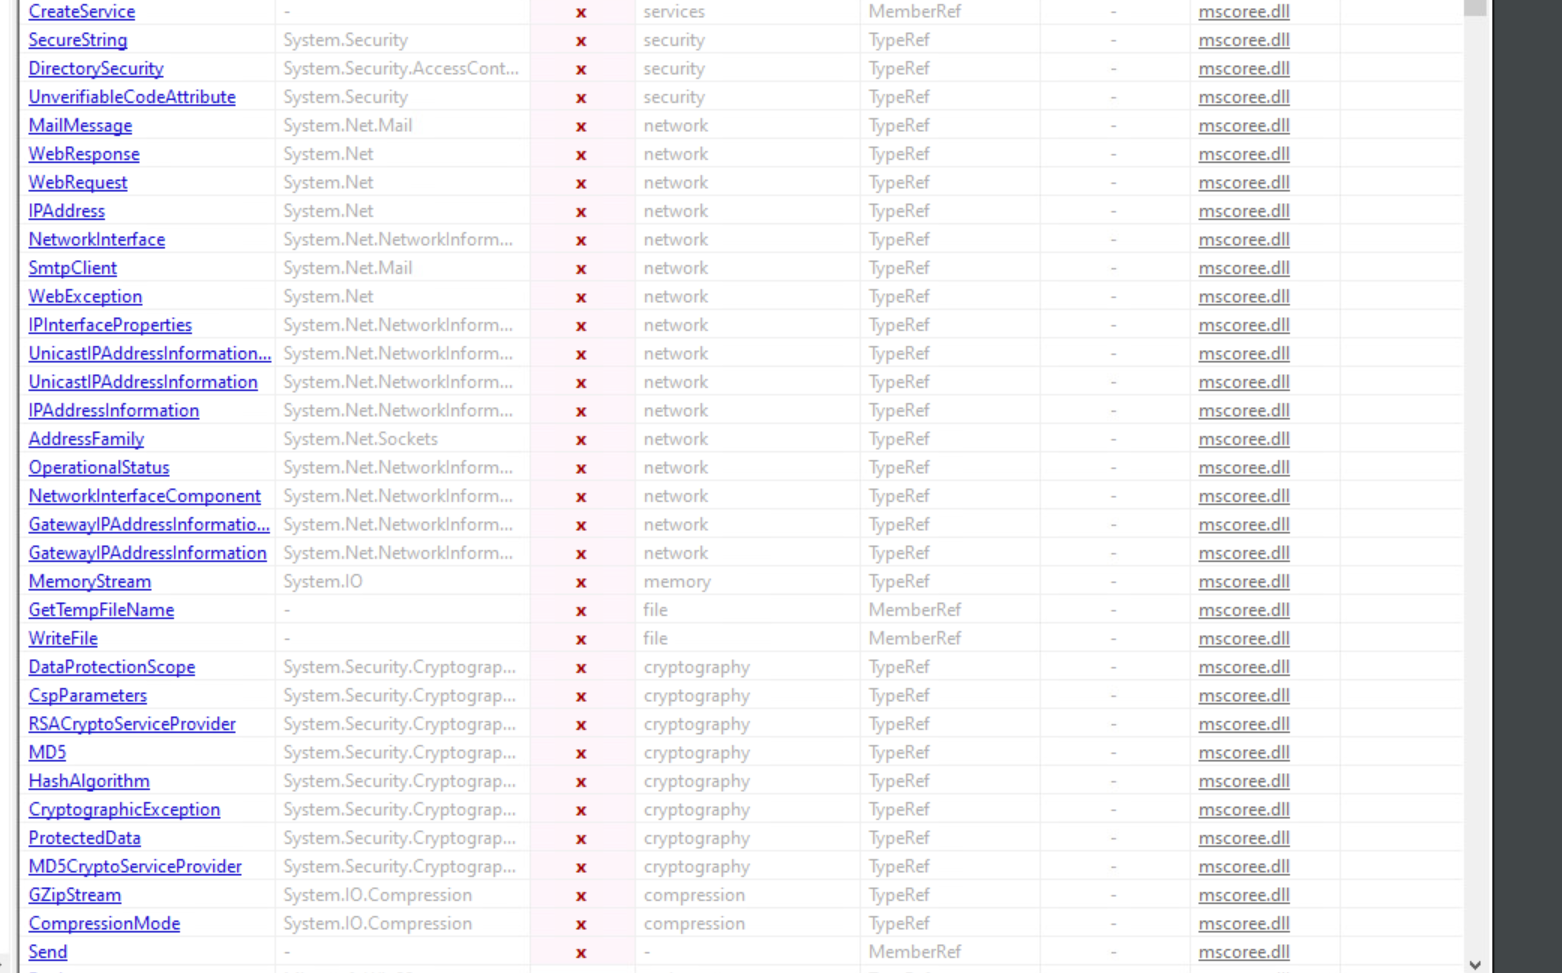 CreateService - x services MemberRef - mscoree.dll
SecureString System.Security x security TypeRef - mscoree.dll
DirectorySecurity System.Security.AccessCont... x security TypeRef - mscoree.dll
UnverifiableCodeAttribute System.Security x security TypeRef - mscoree.dll
MailMessage System.Net.Mail x network TypeRef - mscoree.dll
WebResponse System.Net x network TypeRef - mscoree.dll
WebRequest System.Net x network TypeRef - mscoree.dll
IPAddress System.Net x network TypeRef - mscoree.dll
NetworkInterface System.Net.NetworkInform... x network TypeRef - mscoree.dll
SmtpClient System.Net.Mail x network TypeRef - mscoree.dll
WebException System.Net x network TypeRef - mscoree.dll
IPInterfaceProperties System.Net.NetworkInform... x network TypeRef - mscoree.dll
UnicastIPAddressInformation... System.Net.NetworkInform... x network TypeRef - mscoree.dll
UnicastIPAddressInformation System.Net.NetworkInform... x network TypeRef - mscoree.dll
IPAddressInformation System.Net.NetworkInform... x network TypeRef - mscoree.dll
AddressFamily System.Net.Sockets x network TypeRef - mscoree.dll
OperationalStatus System.Net.NetworkInform... x network TypeRef - mscoree.dll
NetworkInterfaceComponent System.Net.NetworkInform... x network TypeRef - mscoree.dll
GatewayIPAddressInformatio... System.Net.NetworkInform... x network TypeRef - mscoree.dll
GatewayIPAddressInformation System.Net.NetworkInform... x network TypeRef - mscoree.dll
MemoryStream System.IO x memory TypeRef - mscoree.dll
GetTempFileName - x file MemberRef - mscoree.dll
WriteFile - x file MemberRef - mscoree.dll
DataProtectionScope System.Security.Cryptograp... x cryptography TypeRef - mscoree.dll
CspParameters System.Security.Cryptograp... x cryptography TypeRef - mscoree.dll
RSACryptoServiceProvider System.Security.Cryptograp... x cryptography TypeRef - mscoree.dll
MD5 System.Security.Cryptograp... x cryptography TypeRef - mscoree.dll
HashAlgorithm System.Security.Cryptograp... x cryptography TypeRef - mscoree.dll
CryptographicException System.Security.Cryptograp... x cryptography TypeRef - mscoree.dll
ProtectedData System.Security.Cryptograp... x cryptography TypeRef - mscoree.dll
MD5CryptoServiceProvider System.Security.Cryptograp... x cryptography TypeRef - mscoree.dll
GZipStream System.IO.Compression x compression TypeRef - mscoree.dll
CompressionMode System.IO.Compression x compression TypeRef - mscoree.dll
Send - x - MemberRef - mscoree.dll